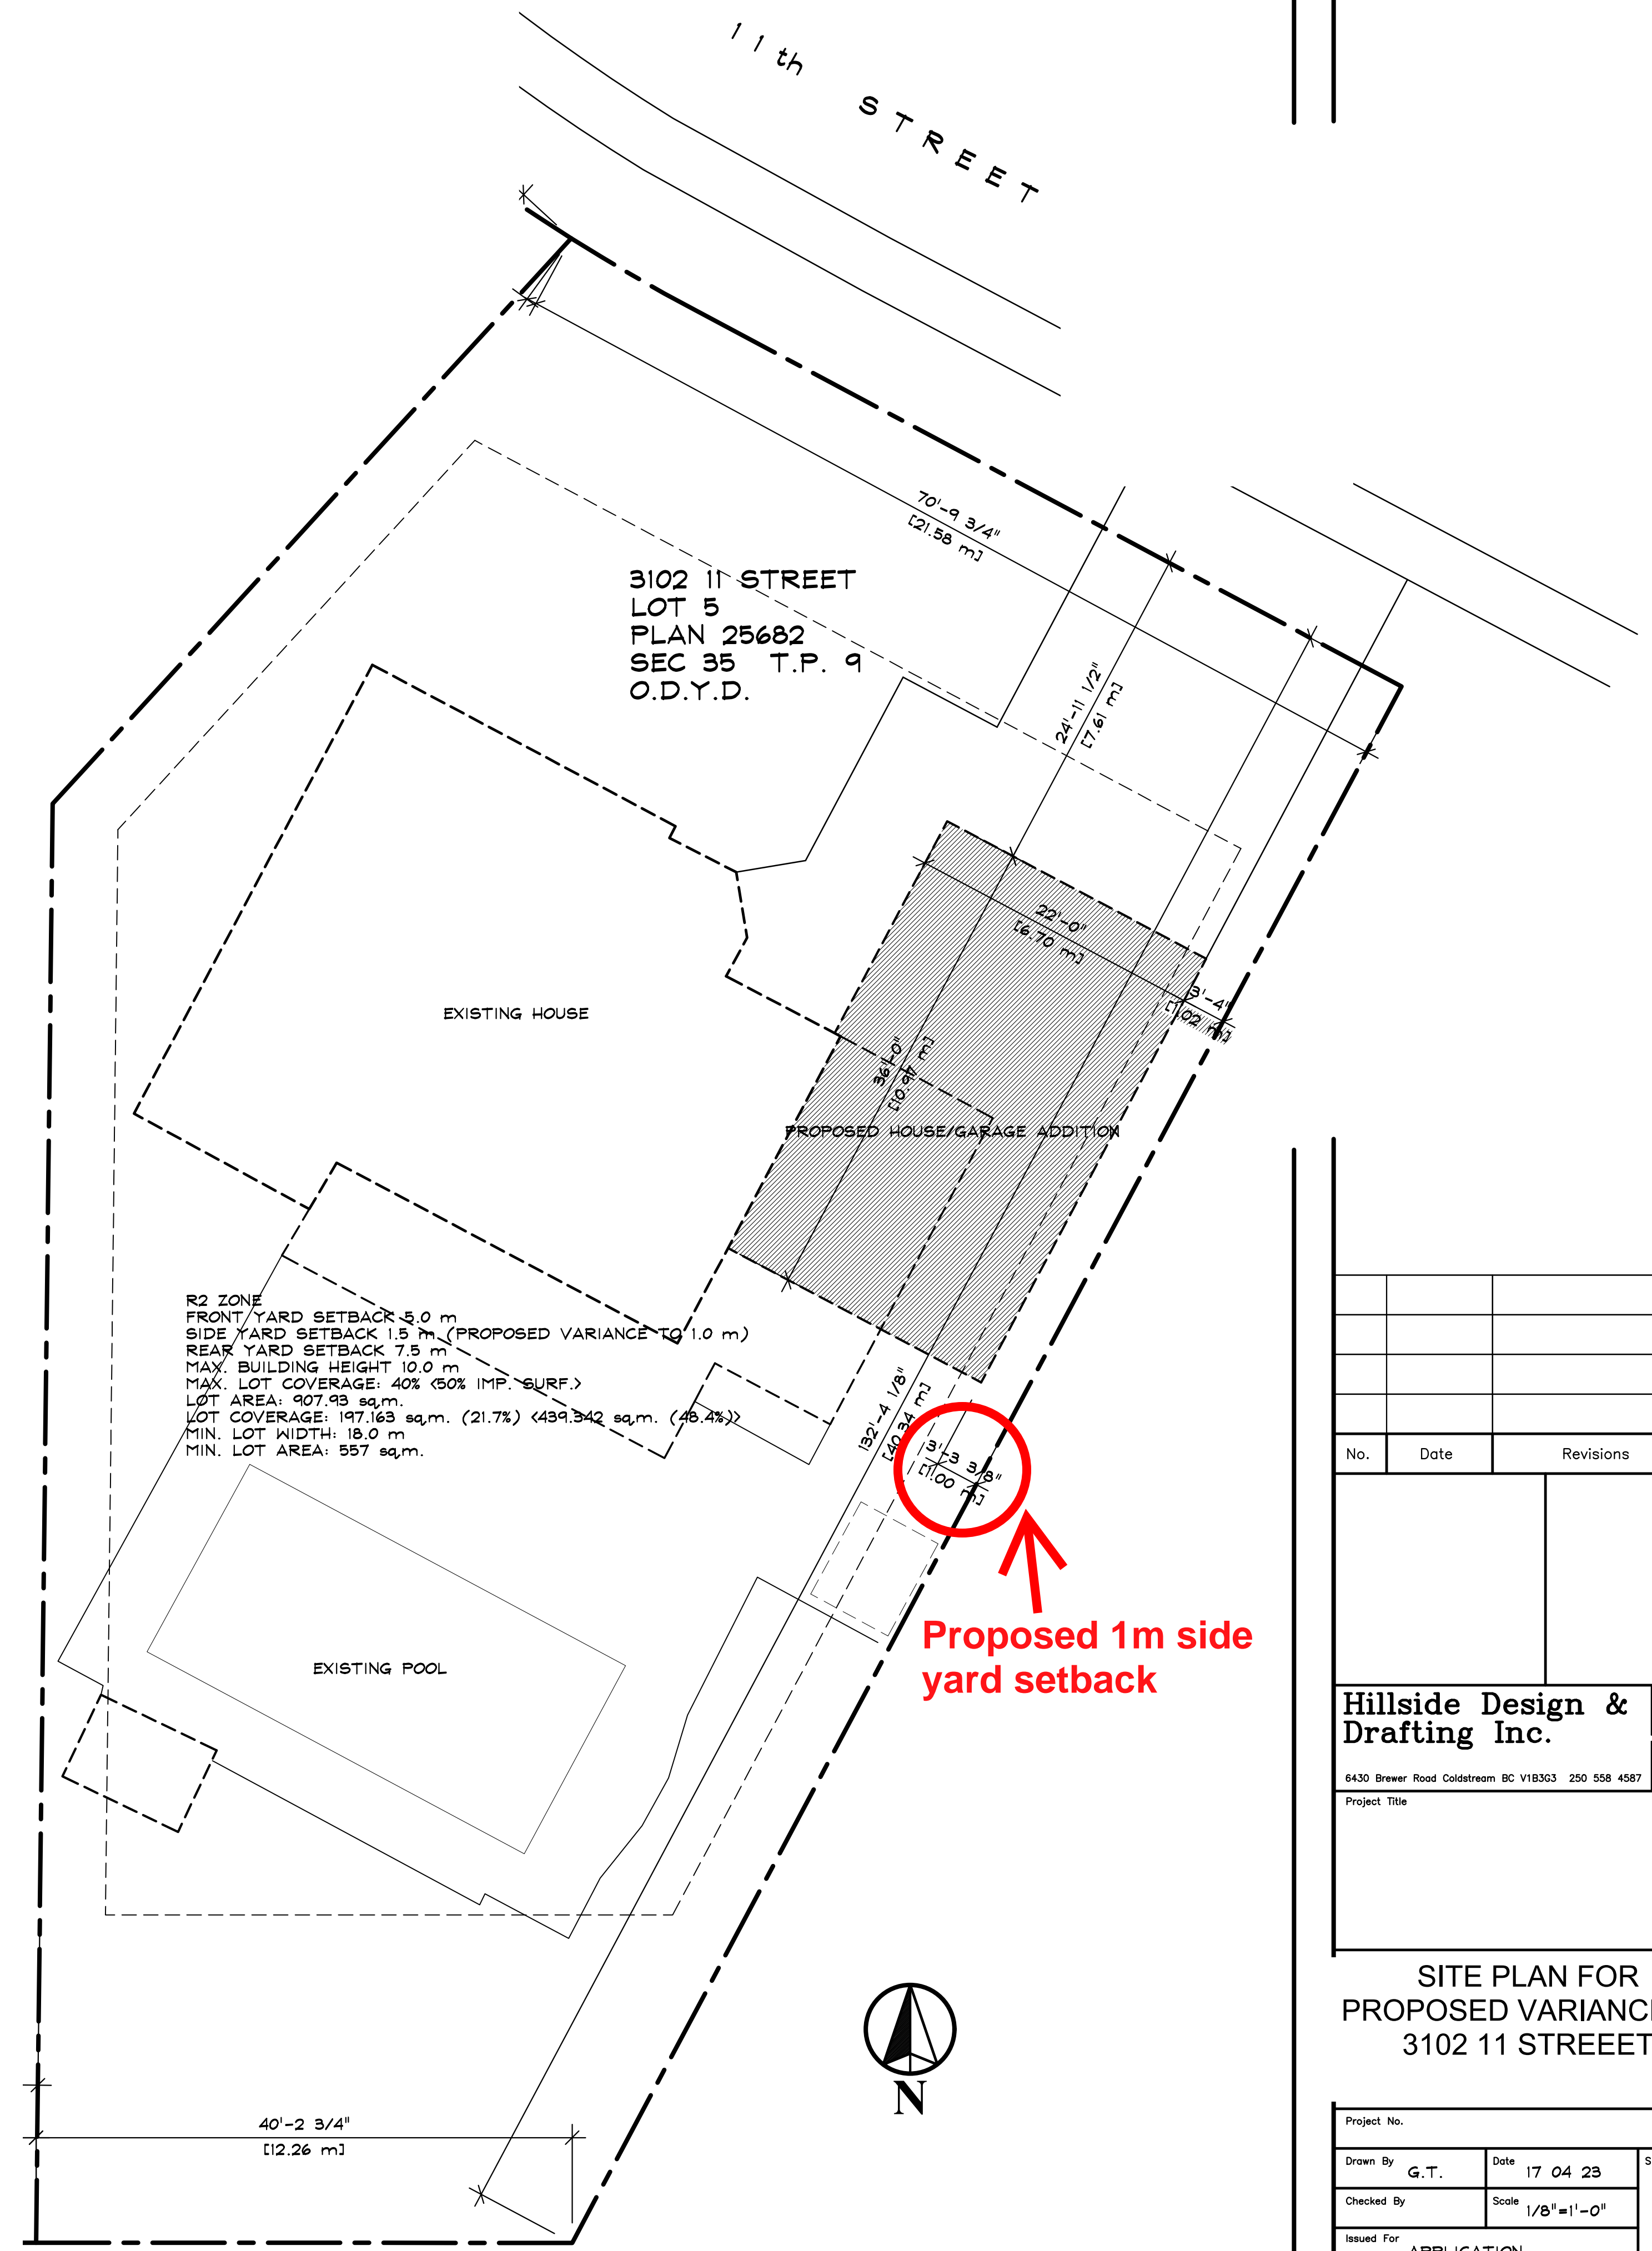 11th STREET
70'-9 3/4"
[21.58 m]
3102 11 STREET
LOT 5
PLAN 25682
SEC 35 T.P. 9
O.D.Y.D.
24'-11 1/2"
[7.61 m]
22'-0"
[6.70 m]
3'-4"
[1.02 m]
EXISTING HOUSE
36'-0"
[10.97 m]
PROPOSED HOUSE/GARAGE ADDITION
R2 ZONE
FRONT YARD SETBACK 5.0 m
SIDE YARD SETBACK 1.5 m (PROPOSED VARIANCE TO 1.0 m)
REAR YARD SETBACK 7.5 m
MAX. BUILDING HEIGHT 10.0 m
MAX. LOT COVERAGE: 40% <50% IMP. SURF.>
LOT AREA: 907.93 sq.m.
LOT COVERAGE: 197.163 sq.m. (21.7%) <439.342 sq.m. (48.4%)>
MIN. LOT WIDTH: 18.0 m
MIN. LOT AREA: 557 sq.m.
132'-4 1/8"
[40.34 m]
3'-3 3/8"
[1.00 m]
Proposed 1m side
yard setback
EXISTING POOL
N
40'-2 3/4"
[12.26 m]
No. Date Revisions
Hillside Design &
Drafting Inc.
6430 Brewer Road Coldstream BC V1B3G3 250 558 4587
Project Title
SITE PLAN FOR
PROPOSED VARIANC
3102 11 STREEET
Project No.
Drawn By G.T. Date 17 04 23
Checked By Scale 1/8"=1'-0"
Issued For APPLICATION